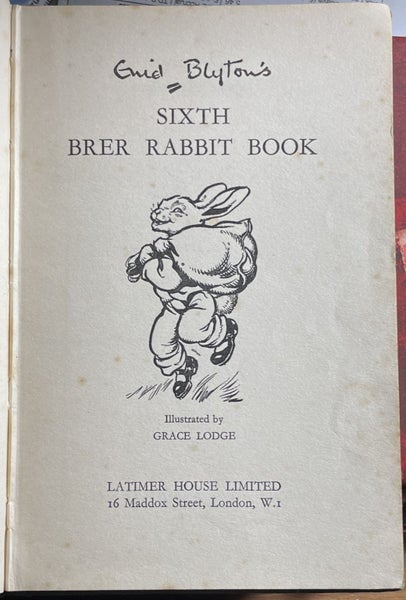 Enid Blyton's
SIXTH
BRER RABBIT BOOK
Illustrated by
GRACE LODGE
LATIMER HOUSE LIMITED
16 Maddox Street, London, W.1